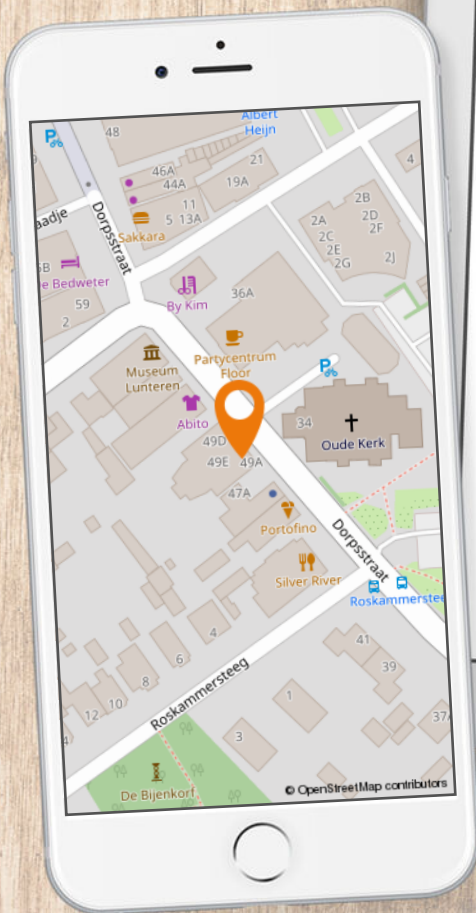 Albert
Heijn
48
46A
44A
21
19A
4
11
5 13A
Sakkara
aadje
Dorpsstraat
2B
2A
2D
2C
2F
2E
2G
2J
5B
e Bedweter
59
2
By Kim
36A
Museum
Lunteren
Partycentrum
Floor
Abito
34
Oude Kerk
49D
49E
49A
47A
Portofino
Dorpsstraat
Silver River
Roskammerstee
4
6
8
10
12
Roskammersteeg
41
39
1
3
37A
De Bijenkorf
© OpenStreetMap contributors